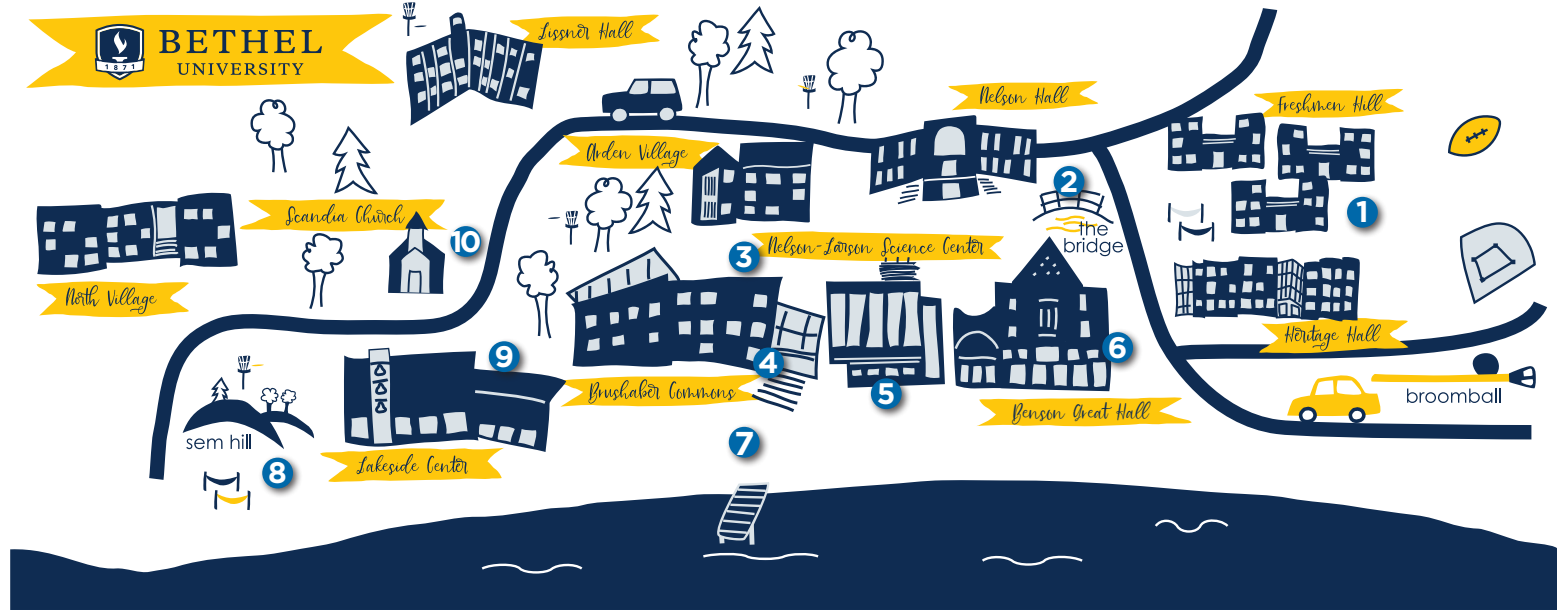 BETHEL
UNIVERSITY
1871
Lissner Hall
Nelson Hall
Freshmen Hill
Arden Village
2
the
bridge
1
Scandia Church
10
3
Nelson-Larson Science Center
North Village
Heritage Hall
9
4
6
5
Brushaber Commons
Benson Great Hall
broomball
sem hill
7
8
Lakeside Center